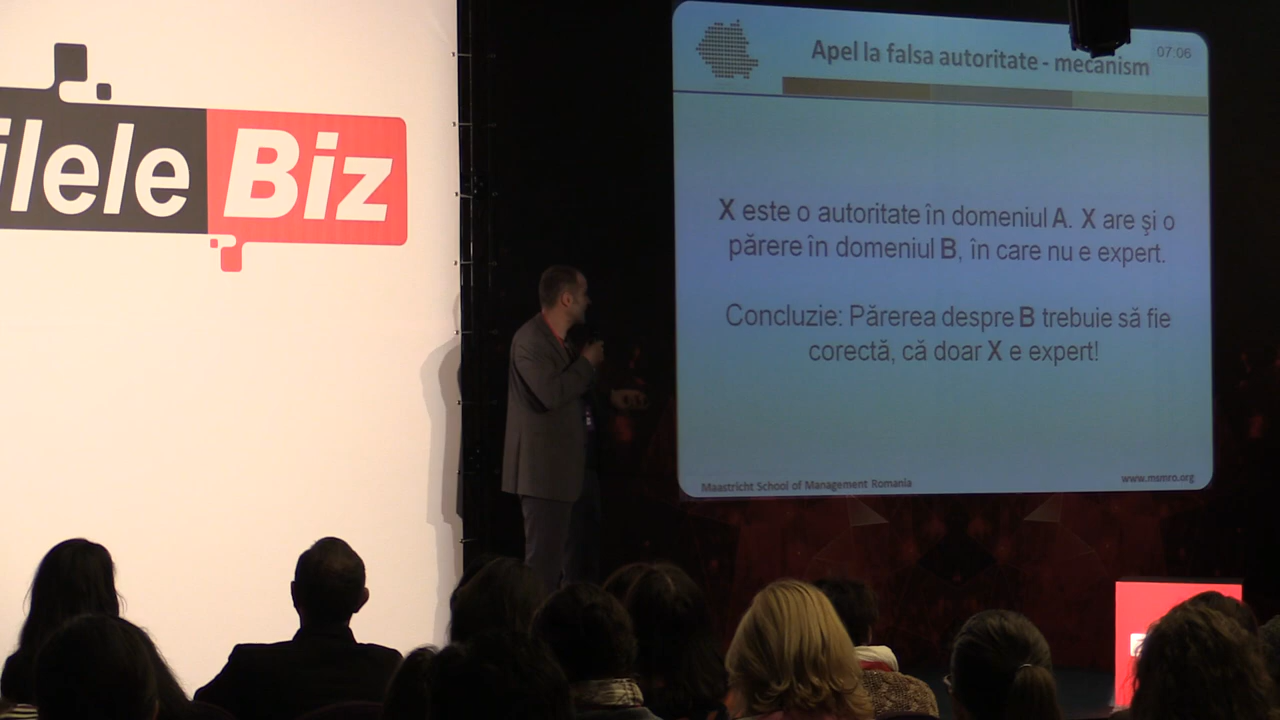 ilele Biz
Apel la falsa autoritate - mecanism
07:06
X este o autoritate în domeniul A. X are şi o
părere în domeniul B, în care nu e expert.
Concluzie: Părerea despre B trebuie să fie
corectă, că doar X e expert!
Maastricht School of Management Romania
www.msmro.org